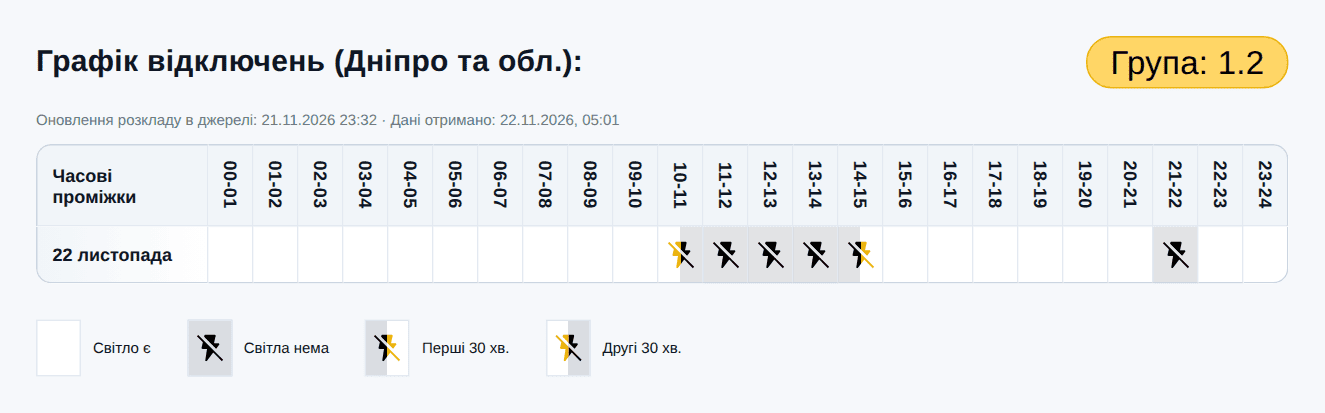 Графік відключень (Дніпро та обл.):
Група: 1.2
Оновлення розкладу в джерелі: 21.11.2026 23:32 · Дані отримано: 22.11.2026, 05:01
Часові
проміжки
00-01
01-02
02-03
03-04
04-05
05-06
06-07
07-08
08-09
09-10
10-11
11-12
12-13
13-14
14-15
15-16
16-17
17-18
18-19
19-20
20-21
21-22
22-23
23-24
22 листопада
Світло є
Світла нема
Перші 30 хв.
Другі 30 хв.